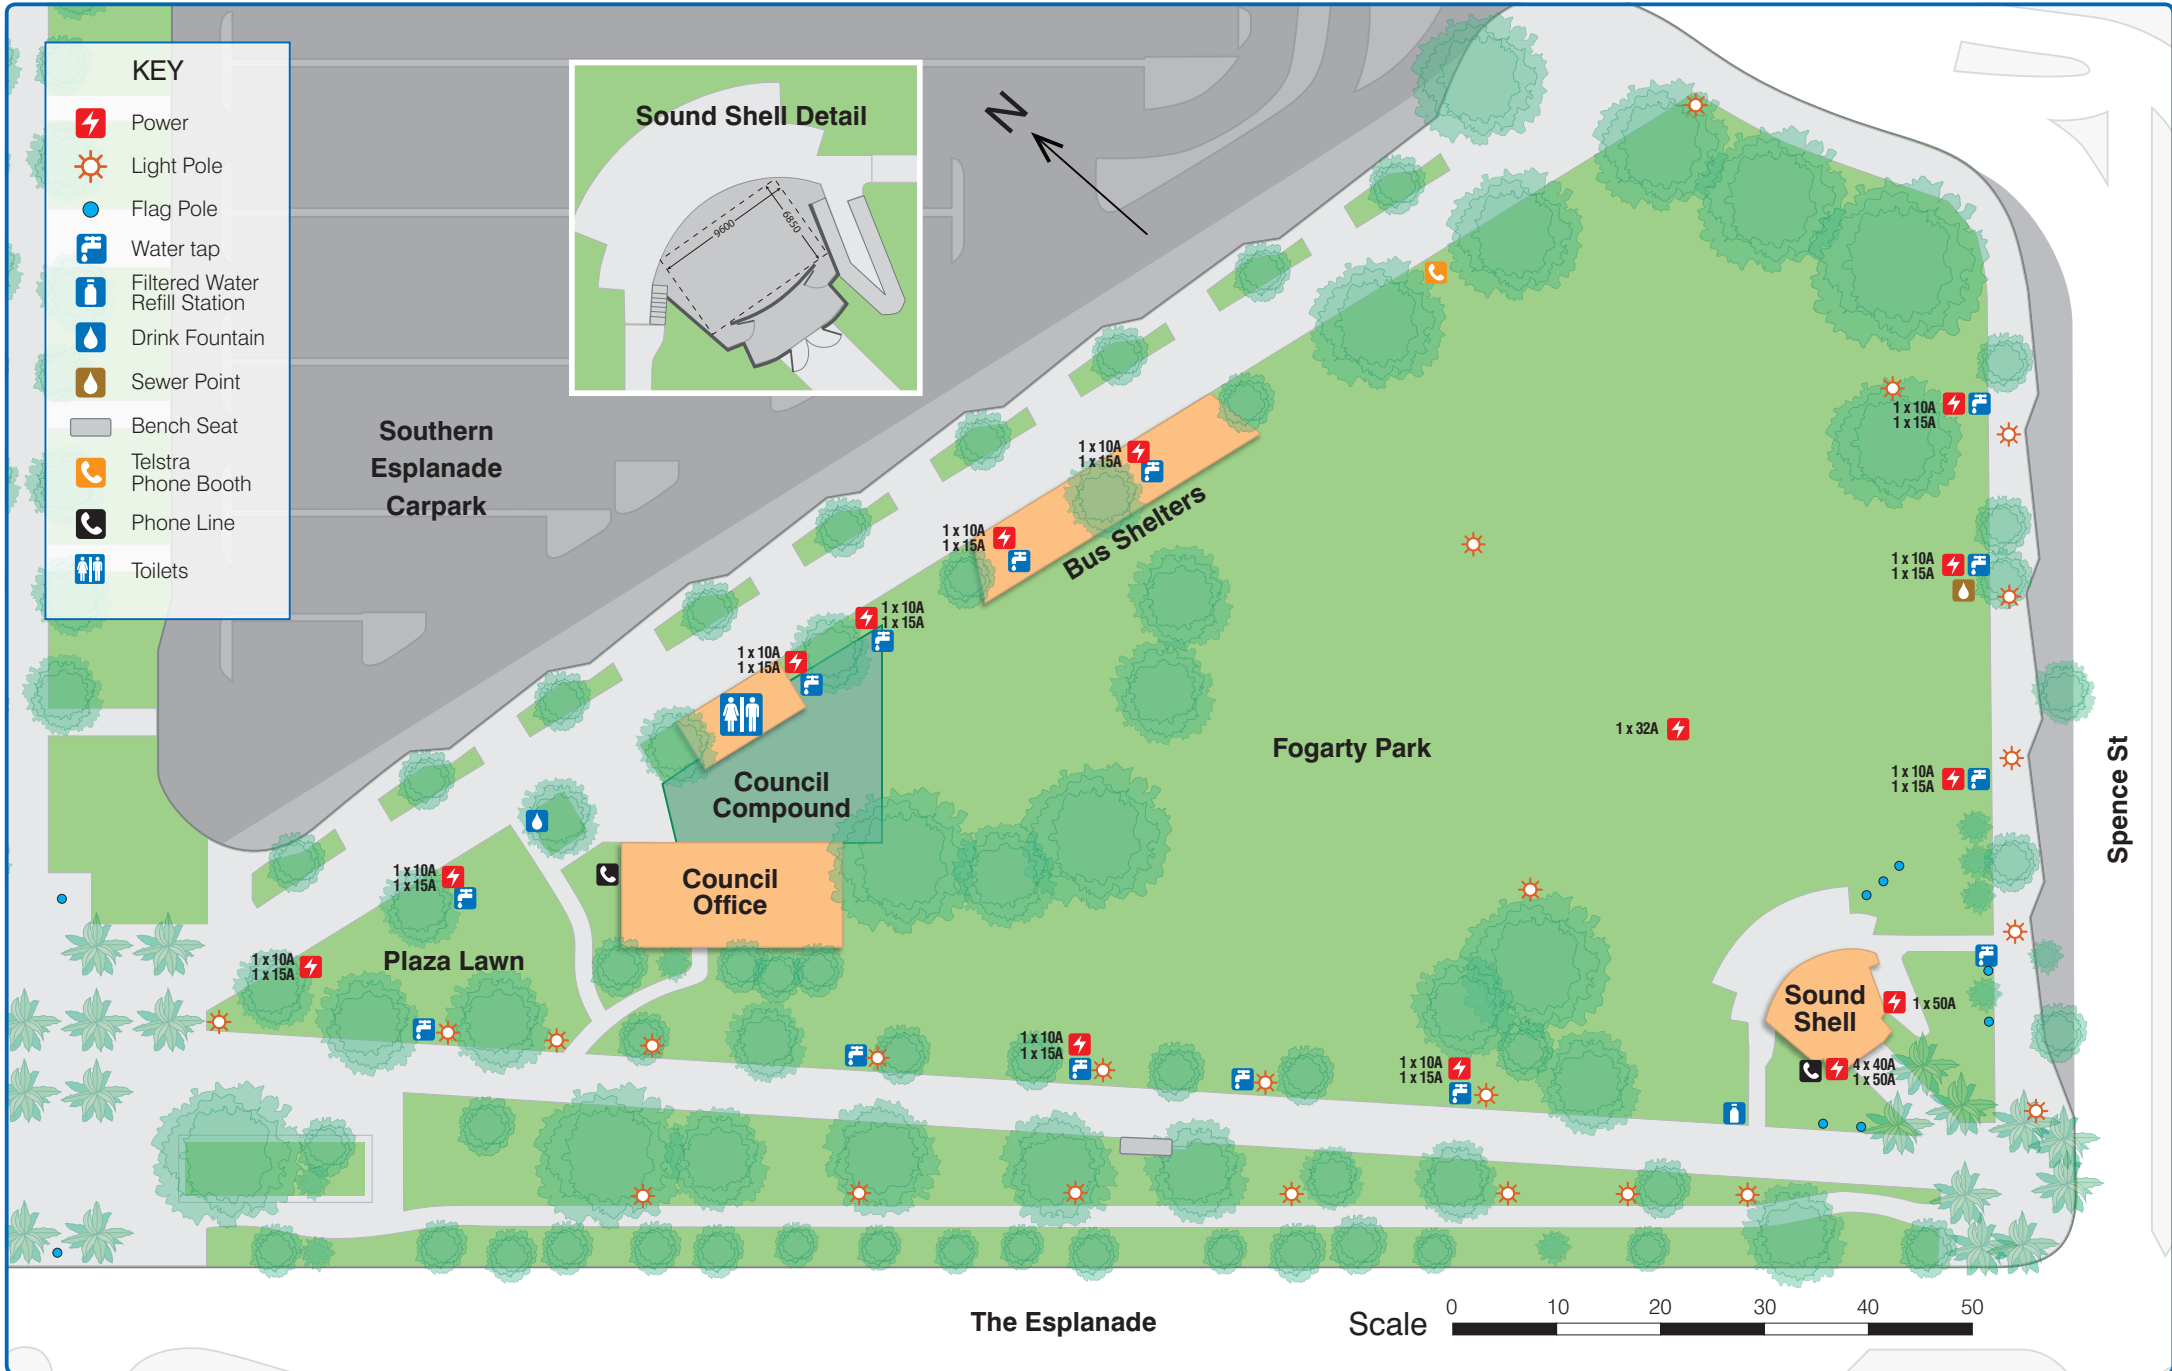 KEY
Power
Light Pole
Flag Pole
Water tap
Filtered Water
Refill Station
Drink Fountain
Sewer Point
Bench Seat
Telstra
Phone Booth
Phone Line
Toilets
Sound Shell Detail
9600
6850
N
Southern
Esplanade
Carpark
1 x 10A
1 x 15A
1 x 10A
1 x 15A
Bus Shelters
1 x 10A
1 x 15A
1 x 10A
1 x 15A
1 x 10A
1 x 15A
1 x 10A
1 x 15A
1 x 32A
Fogarty Park
1 x 10A
1 x 15A
Spence St
Council
Compound
Council
Office
1 x 10A
1 x 15A
Plaza Lawn
1 x 10A
1 x 15A
Sound
Shell
1 x 50A
1 x 10A
1 x 15A
1 x 10A
1 x 15A
4 x 40A
1 x 50A
The Esplanade
Scale
0 10 20 30 40 50